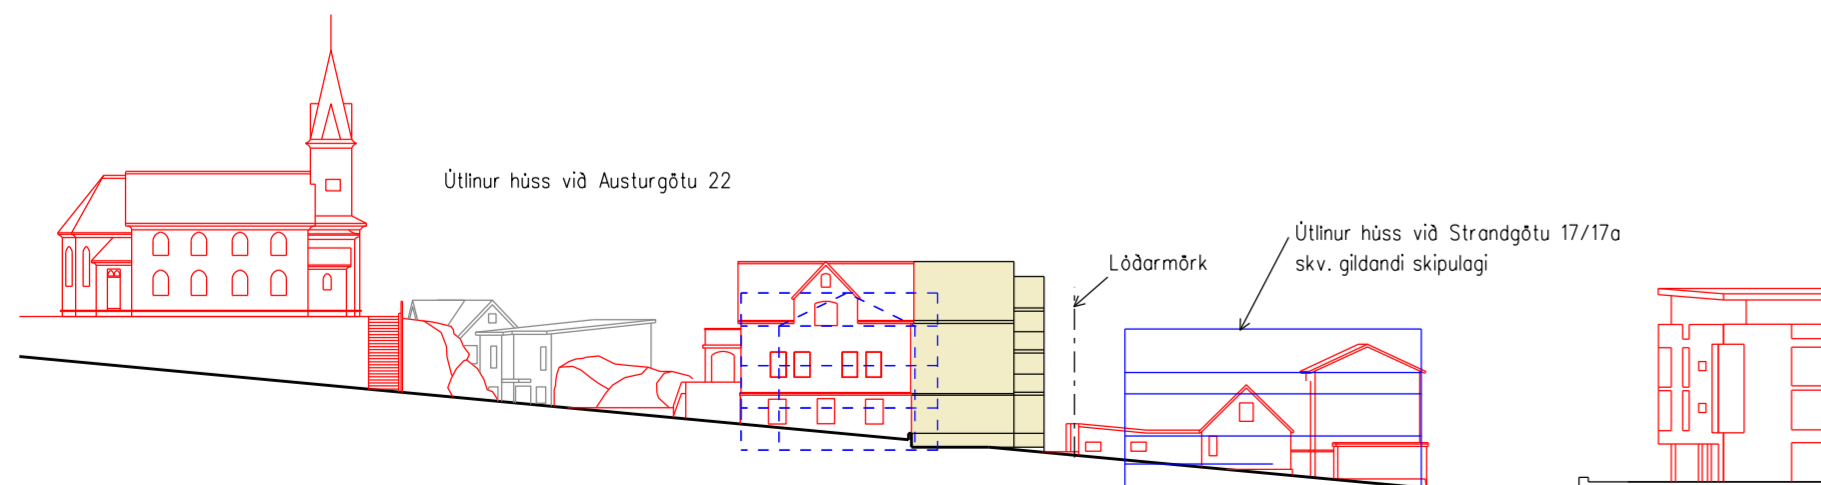 Útlínur húss við Austurgötu 22
Útlínur húss við Strandgötu 17/17a
skv. gildandi skipulagi
Lóðarmörk